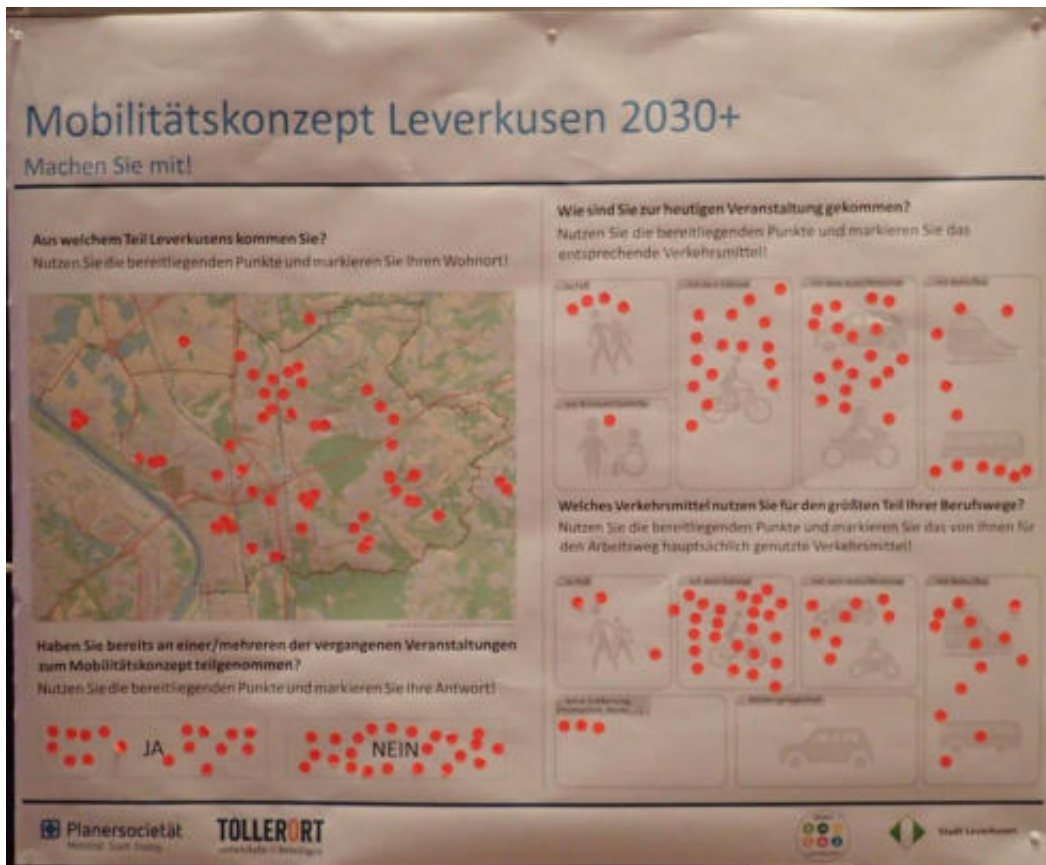 Mobilitätskonzept Leverkusen 2030+
Machen Sie mit!
Aus welchem Teil Leverkusens kommen Sie?
Nutzen Sie die bereitliegenden Punkte und markieren Sie Ihren Wohnort!
Haben Sie bereits an einer/mehreren der vergangenen Veranstaltungen
zum Mobilitätskonzept teilgenommen?
Nutzen Sie die bereitliegenden Punkte und markieren Sie Ihre Antwort!
JA
NEIN
Wie sind Sie zur heutigen Veranstaltung gekommen?
Nutzen Sie die bereitliegenden Punkte und markieren Sie das
entsprechende Verkehrsmittel!
Welches Verkehrsmittel nutzen Sie für den größten Teil Ihrer Berufswege?
Nutzen Sie die bereitliegenden Punkte und markieren Sie das von Ihnen für
den Arbeitsweg hauptsächlich genutzte Verkehrsmittel!
Planersocietät
Mobilität. Stadt. Dialog.
TOLLERORT
Stadt Leverkusen